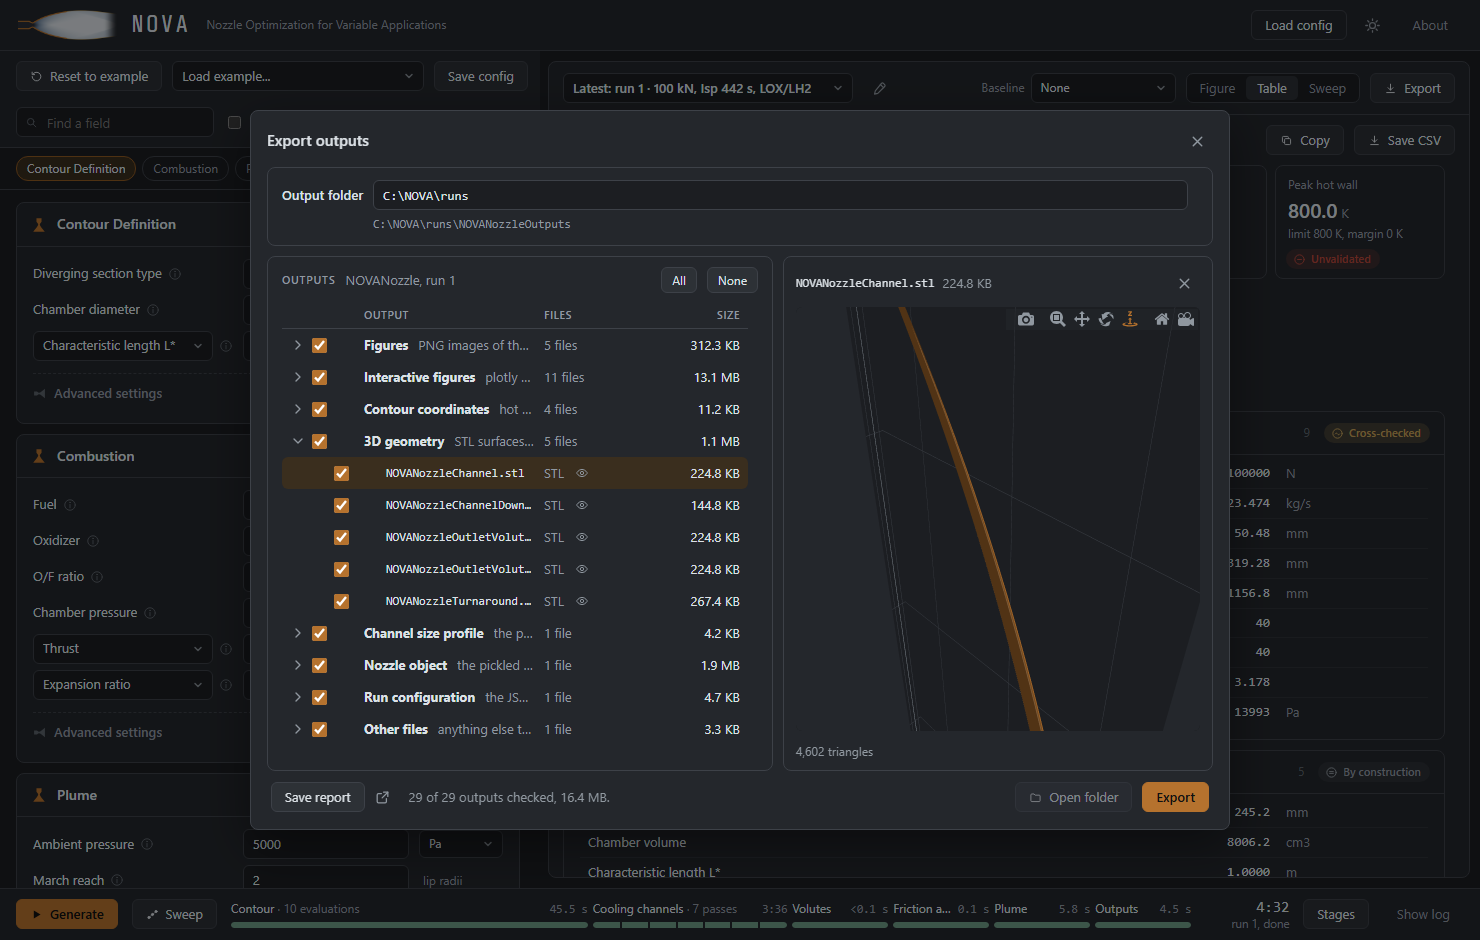 NOVA Nozzle Optimization for Variable Applications Load config About
Reset to example Load example... Save config Latest: run 1 · 100 kN, Isp 442 s, LOX/LH2 Baseline None Figure Table Sweep Export
Find a field
Copy Save CSV
Contour Definition Combustion
Export outputs
Output folder C:\NOVA\runs
C:\NOVA\runs\NOVANozzleOutputs
Peak hot wall
800.0 K
limit 800 K, margin 0 K
Unvalidated
Contour Definition
Diverging section type
Chamber diameter
Characteristic length L*
Advanced settings
Combustion
Fuel
Oxidizer
O/F ratio
Chamber pressure
Thrust
Expansion ratio
Advanced settings
Plume
Ambient pressure 5000 Pa
March reach 2 lip radii
OUTPUTS NOVANozzle, run 1 All None
OUTPUT FILES SIZE
Figures PNG images of th... 5 files 312.3 KB
Interactive figures plotly ... 11 files 13.1 MB
Contour coordinates hot ... 4 files 11.2 KB
3D geometry STL surfaces... 5 files 1.1 MB
NOVANozzleChannel.stl STL 224.8 KB
NOVANozzleChannelDown... STL 144.8 KB
NOVANozzleOutletVolut... STL 224.8 KB
NOVANozzleOutletVolut... STL 224.8 KB
NOVANozzleTurnaround.... STL 267.4 KB
Channel size profile the p... 1 file 4.2 KB
Nozzle object the pickled ... 1 file 1.9 MB
Run configuration the JS... 1 file 4.7 KB
Other files anything else t... 1 file 3.3 KB
NOVANozzleChannel.stl 224.8 KB
4,602 triangles
Save report 29 of 29 outputs checked, 16.4 MB. Open folder Export
9 Cross-checked
100000 N
23.474 kg/s
50.48 mm
319.28 mm
1156.8 mm
40
40
3.178
13993 Pa
5 By construction
245.2 mm
Chamber volume 8006.2 cm3
Characteristic length L* 1.0000 m
Generate Sweep Contour · 10 evaluations 45.5 s Cooling channels · 7 passes 3:36 Volutes <0.1 s Friction a... 0.1 s Plume 5.8 s Outputs 4.5 s 4:32 Stages Show log
run 1, done